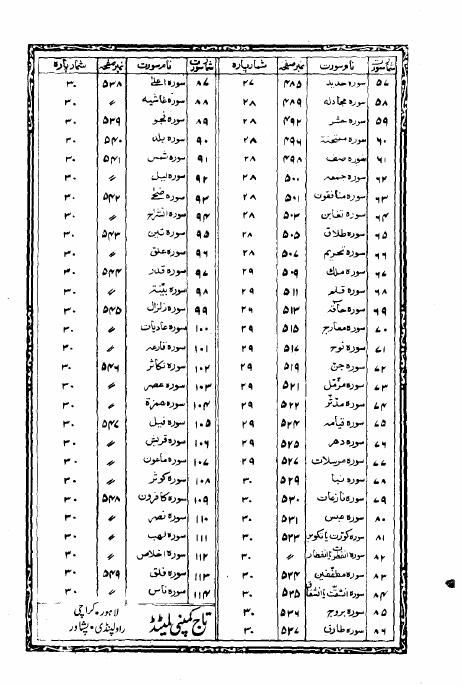 شمار سورت نام سورت نمبر صفحہ شمار پارہ شمار سورت نام سورت نمبر صفحہ شمار پارہ
۵۷ سورہ حدید ۴۸۵ ۲۷ ۸۷ سورہ اعلیٰ ۵۳۸ ۳۰
۵۸ سورہ مجادلہ ۴۸۹ ۲۸ ۸۸ سورہ غاشیہ 〃 ۳۰
۵۹ سورہ حشر ۴۹۲ ۲۸ ۸۹ سورہ فجر ۵۳۹ ۳۰
۶۰ سورہ ممتحنة ۴۹۶ ۲۸ ۹۰ سورہ بلد ۵۴۰ ۳۰
۶۱ سورہ صف ۴۹۸ ۲۸ ۹۱ سورہ شمس ۵۴۱ ۳۰
۶۲ سورہ جمعہ ۵۰۰ ۲۸ ۹۲ سورہ لیل 〃 ۳۰
۶۳ سورہ منافقون ۵۰۱ ۲۸ ۹۳ سورہ ضحٰی ۵۴۲ ۳۰
۶۴ سورہ تغابن ۵۰۳ ۲۸ ۹۴ سورہ انشراح 〃 ۳۰
۶۵ سورہ طلاق ۵۰۵ ۲۸ ۹۵ سورہ تین ۵۴۳ ۳۰
۶۶ سورہ تحریم ۵۰۷ ۲۸ ۹۶ سورہ علق 〃 ۳۰
۶۷ سورہ ملک ۵۰۹ ۲۹ ۹۷ سورہ قدر ۵۴۴ ۳۰
۶۸ سورہ قلم ۵۱۱ ۲۹ ۹۸ سورہ بیّنہ 〃 ۳۰
۶۹ سورہ حاقہ ۵۱۳ ۲۹ ۹۹ سورہ زلزال ۵۴۵ ۳۰
۷۰ سورہ معارج ۵۱۵ ۲۹ ۱۰۰ سورہ عادیات 〃 ۳۰
۷۱ سورہ نوح ۵۱۷ ۲۹ ۱۰۱ سورہ قارعہ 〃 ۳۰
۷۲ سورہ جن ۵۱۹ ۲۹ ۱۰۲ سورہ تکاثر ۵۴۶ ۳۰
۷۳ سورہ مزّمّل ۵۲۱ ۲۹ ۱۰۳ سورہ عصر 〃 ۳۰
۷۴ سورہ مدّثّر ۵۲۲ ۲۹ ۱۰۴ سورہ ھمزة 〃 ۳۰
۷۵ سورہ قیامہ ۵۲۴ ۲۹ ۱۰۵ سورہ فیل ۵۴۷ ۳۰
۷۶ سورہ دھر ۵۲۵ ۲۹ ۱۰۶ سورہ قریش 〃 ۳۰
۷۷ سورہ مرسلات ۵۲۷ ۲۹ ۱۰۷ سورہ ماعون 〃 ۳۰
۷۸ سورہ نبا ۵۲۹ ۳۰ ۱۰۸ سورہ کوثر 〃 ۳۰
۷۹ سورہ نازعات ۵۳۰ ۳۰ ۱۰۹ سورہ کافرون ۵۴۸ ۳۰
۸۰ سورہ عبس ۵۳۱ ۳۰ ۱۱۰ سورہ نصر 〃 ۳۰
۸۱ سورہ کورت یا تکویر ۵۳۳ ۳۰ ۱۱۱ سورہ لھب 〃 ۳۰
۸۲ سورہ انفطرت یا انفطار 〃 ۳۰ ۱۱۲ سورہ اخلاص 〃 ۳۰
۸۳ سورہ مطففین ۵۳۴ ۳۰ ۱۱۳ سورہ فلق ۵۴۹ ۳۰
۸۴ سورہ انشقت یا انشقاق ۵۳۵ ۳۰ ۱۱۴ سورہ ناس 〃 ۳۰
۸۵ سورہ بروج ۵۳۶ ۳۰
۸۶ سورہ طارق ۵۳۷ ۳۰
تاج کمپنی لمیٹڈ
لاہور، کراچی
راولپنڈی، پشاور